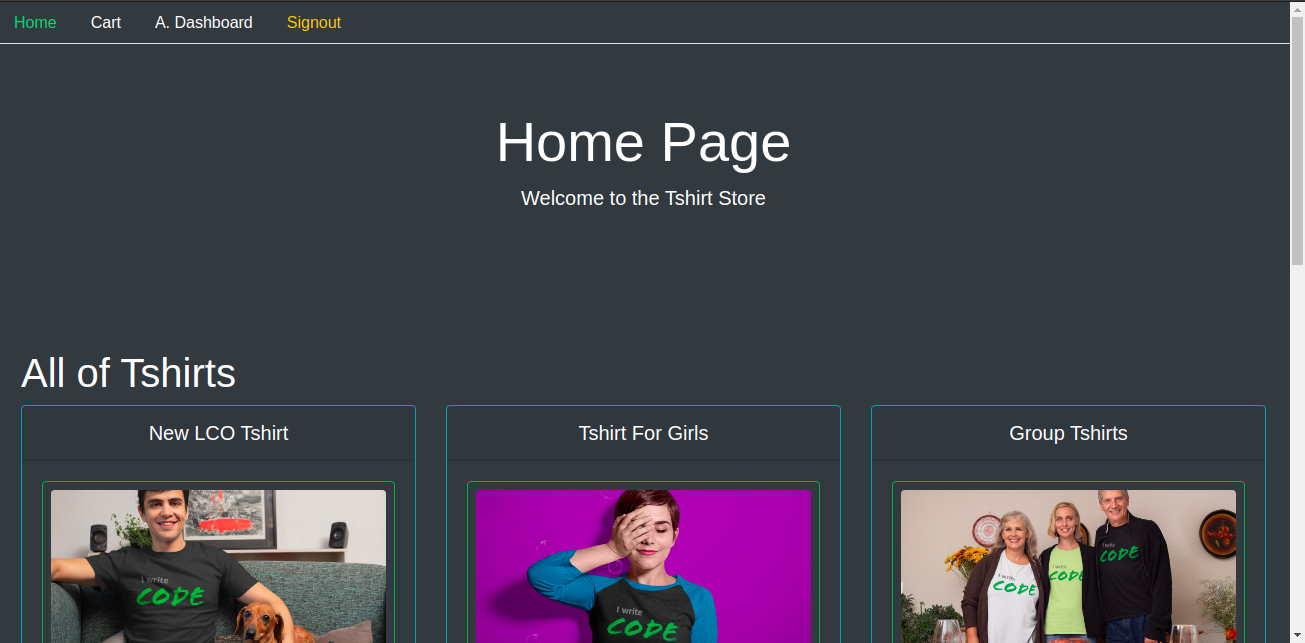 Home Cart A. Dashboard Signout
Home Page
Welcome to the Tshirt Store
All of Tshirts
New LCO Tshirt
Tshirt For Girls
Group Tshirts
I write
CODE
I write
CODE
I write
CODE
I write
CODE
I write
CODE